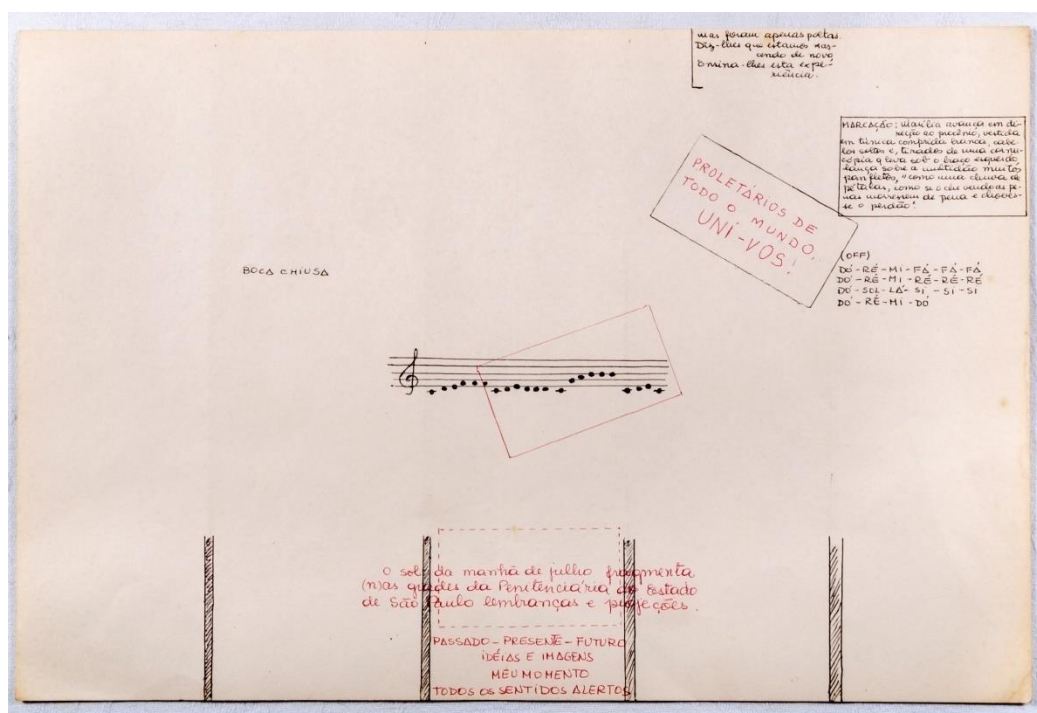 mas foram apenas poetas.
Diz-lhes que estamos nas-
cendo de novo
Ensina-lhes esta expe-
riência.
MARCAÇÃO: Marília avança em di-
reção ao procênio, vestida
em túnica comprida branca, cabe-
los soltos e, tirados de uma cornu-
cópia q leva sob o braço esquerdo,
lança sobre a multidão muitos
panfletos, "como uma chuva de
pétalas, como se o céu vendo as pe-
nas morressem de pena e chovês-
se o perdão".
PROLETÁRIOS DE
TODO O MUNDO,
UNÍ-VOS!
(OFF)
DÓ-RÉ-MI-FÁ-FÁ-FÁ
DÓ-RÉ-MI-RÉ-RÉ-RÉ
DÓ-SOL-LÁ-SI-SI-SI
DÓ-RÉ-MI-DÓ
BOCA CHIUSA
o sol da manhã de julho fragmenta
(n)as grades da Penitenciária do Estado
de São Paulo lembranças e projeções.
PASSADO-PRESENTE-FUTURO
IDÉIAS E IMAGENS
MEU MOMENTO
TODOS OS SENTIDOS ALERTOS